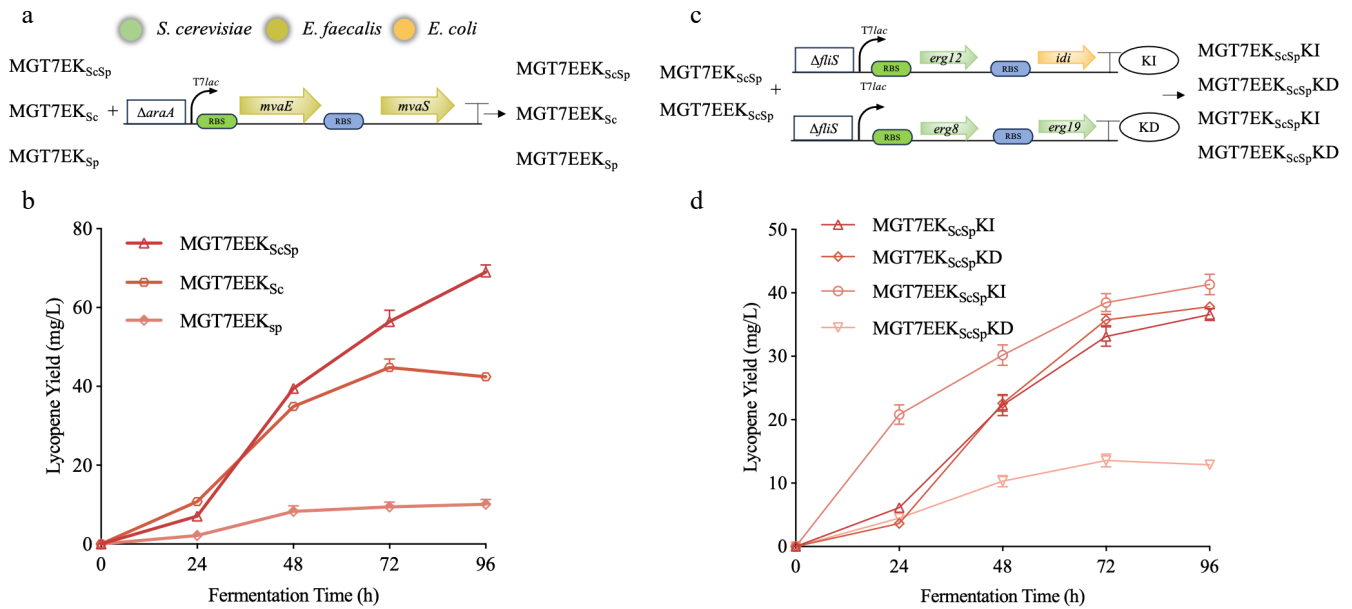 a
S. cerevisiae E. faecalis E. coli
MGT7EKScSp
MGT7EKSc
MGT7EKSp
+
ΔaraA
T7lac
RBS
mvaE
RBS
mvaS
MGT7EEKScSp
MGT7EEKSc
MGT7EEKSp
b
Lycopene Yield (mg/L)
80
60
40
20
0
MGT7EEKScSp
MGT7EEKSc
MGT7EEKsp
0 24 48 72 96
Fermentation Time (h)
c
MGT7EKScSp
MGT7EEKScSp
+
T7lac
ΔfliS
RBS
erg12
RBS
idi
KI
T7lac
ΔfliS
RBS
erg8
RBS
erg19
KD
MGT7EKScSpKI
MGT7EKScSpKD
MGT7EEKScSpKI
MGT7EEKScSpKD
d
Lycopene Yield (mg/L)
50
40
30
20
10
0
MGT7EKScSpKI
MGT7EKScSpKD
MGT7EEKScSpKI
MGT7EEKScSpKD
0 24 48 72 96
Fermentation Time (h)